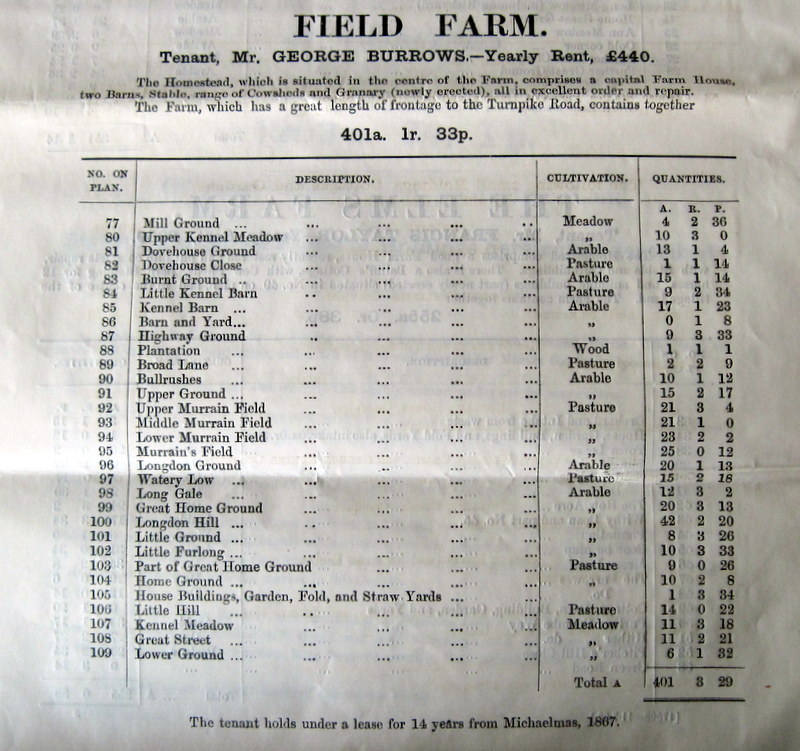 FIELD FARM.
Tenant, Mr. GEORGE BURROWS.—Yearly Rent, £440.
The Homestead, which is situated in the centre of the Farm, comprises a capital Farm House,
two Barns, Stable, range of Cowsheds and Granary (newly erected), all in excellent order and repair.
The Farm, which has a great length of frontage to the Turnpike Road, contains together
401a. 1r. 33p.
NO. ON PLAN. DESCRIPTION. CULTIVATION. QUANTITIES.
A. R. P.
77 Mill Ground ... ... ... ... .. Meadow 4 2 36
80 Upper Kennel Meadow ... ... ... ... „ 10 3 0
81 Dovehouse Ground ... ... ... ... Arable 13 1 4
82 Dovehouse Close ... ... ... ... Pasture 1 1 14
83 Burnt Ground .. ... ... ... ... Arable 15 1 14
84 Little Kennel Barn .. ... ... ... Pasture 9 2 34
85 Kennel Barn ... ... ... ... ... Arable 17 1 23
86 Barn and Yard... ... ... ... ... „ 0 1 8
87 Highway Ground ... ... ... ... „ 9 3 33
88 Plantation ... ... ... ... ... Wood 1 1 1
89 Broad Lane ... ... ... ... ... Pasture 2 2 9
90 Bullrushes ... ... ... ... ... Arable 10 1 12
91 Upper Ground ... ... ... ... ... „ 15 2 17
92 Upper Murrain Field ... ... ... ... Pasture 21 3 4
93 Middle Murrain Field ... ... ... ... „ 21 1 0
94 Lower Murrain Field ... ... ... ... „ 23 2 2
95 Murrain's Field ... ... ... ... „ 25 0 12
96 Longdon Ground ... ... ... ... Arable 20 1 13
97 Watery Low ... ... ... ... ... Pasture 15 2 18
98 Long Gale ... ... ... ... ... Arable 12 3 2
99 Great Home Ground ... ... ... ... „ 20 3 13
100 Longdon Hill ... .. ... ... ... „ 42 2 20
101 Little Ground ... ... ... ... ... „ 8 3 26
102 Little Furlong ... ... ... ... ... „ 10 3 33
103 Part of Great Home Ground ... ... ... Pasture 9 0 26
104 Home Ground ... ... ... ... ... „ 10 2 8
105 House Buildings, Garden, Fold, and Straw Yards ... ... 1 3 34
106 Little Hill ... .. ... ... ... Pasture 14 0 22
107 Kennel Meadow ... ... ... ... Meadow 11 3 18
108 Great Street ... ... ... ... ... „ 11 2 21
109 Lower Ground ... ... ... ... ... „ 6 1 32
Total A 401 3 29
The tenant holds under a lease for 14 years from Michaelmas, 1867.